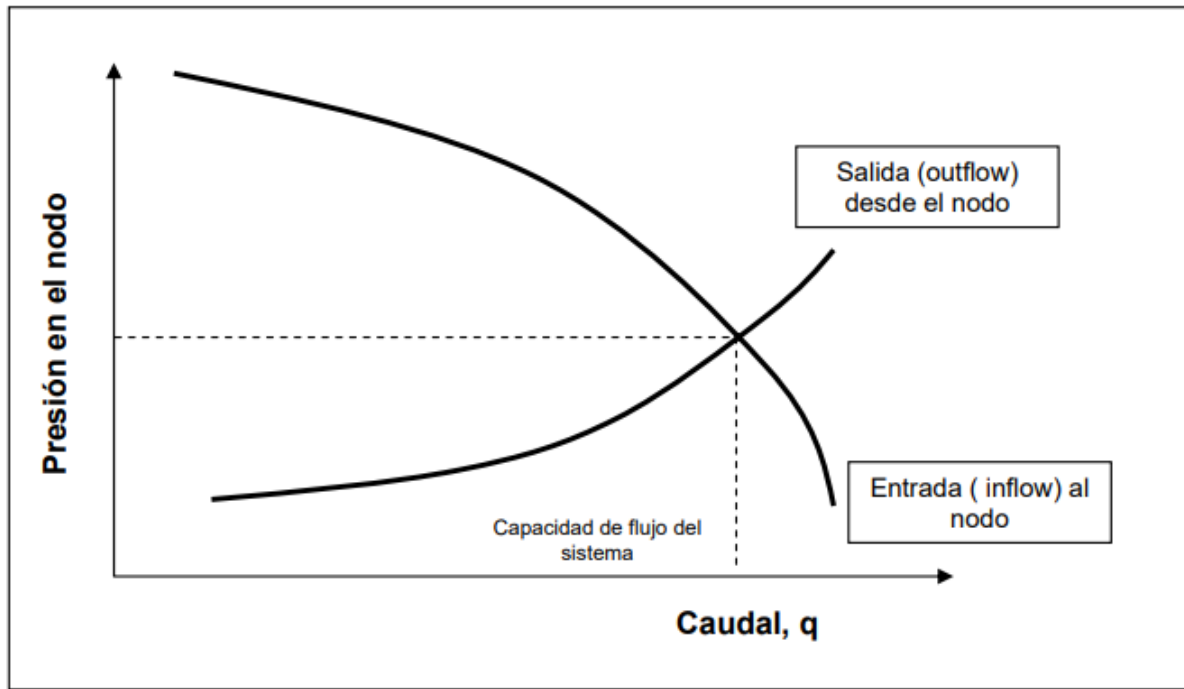 Presión en el nodo
Salida (outflow)
desde el nodo
Entrada ( inflow) al
nodo
Capacidad de flujo del
sistema
Caudal, q